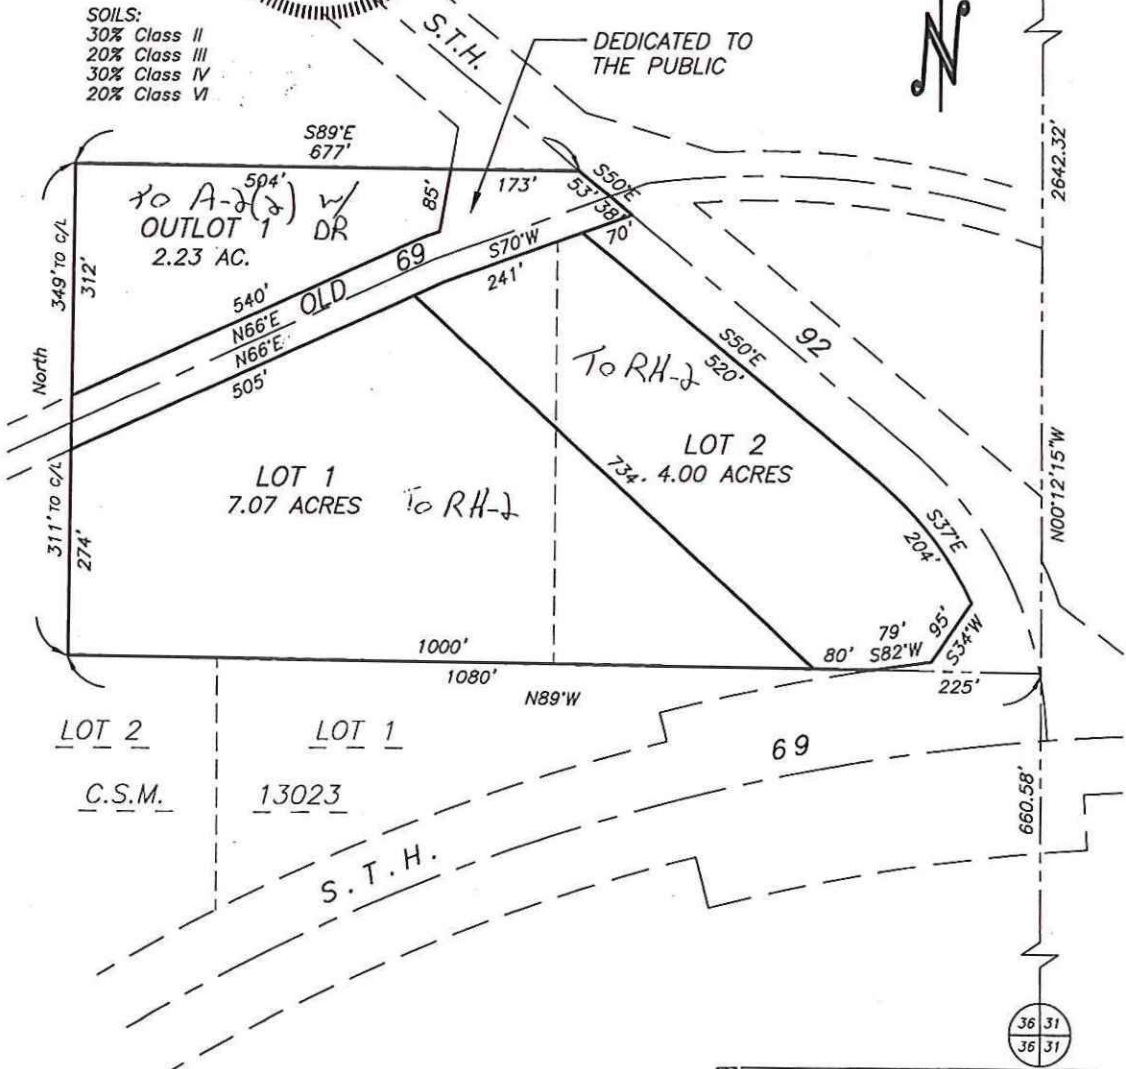 SOILS:
30% Class II
20% Class III
30% Class IV
20% Class VI
S.T.H.
DEDICATED TO
THE PUBLIC
N
2642.32'
S89°E
677'
504'
173'
To A-2(2) w/
DR
OUTLOT 1
2.23 AC.
85'
S50°E
53'
38'
70'
S70°W
241'
349' TO C/L
312'
North
540'
N66°E
OLD
69
N66°E
505'
92
S50°E
520'
To RH-2
LOT 2
4.00 ACRES
734.
LOT 1
7.07 ACRES
To RH-2
N00°12'15"W
311' TO C/L
274'
S37°E
204'
95'
S34°W
79'
S82°W
80'
225'
1000'
1080'
N89°W
LOT 2
LOT 1
C.S.M.
13023
S.T.H.
69
660.58'
36 31
36 31